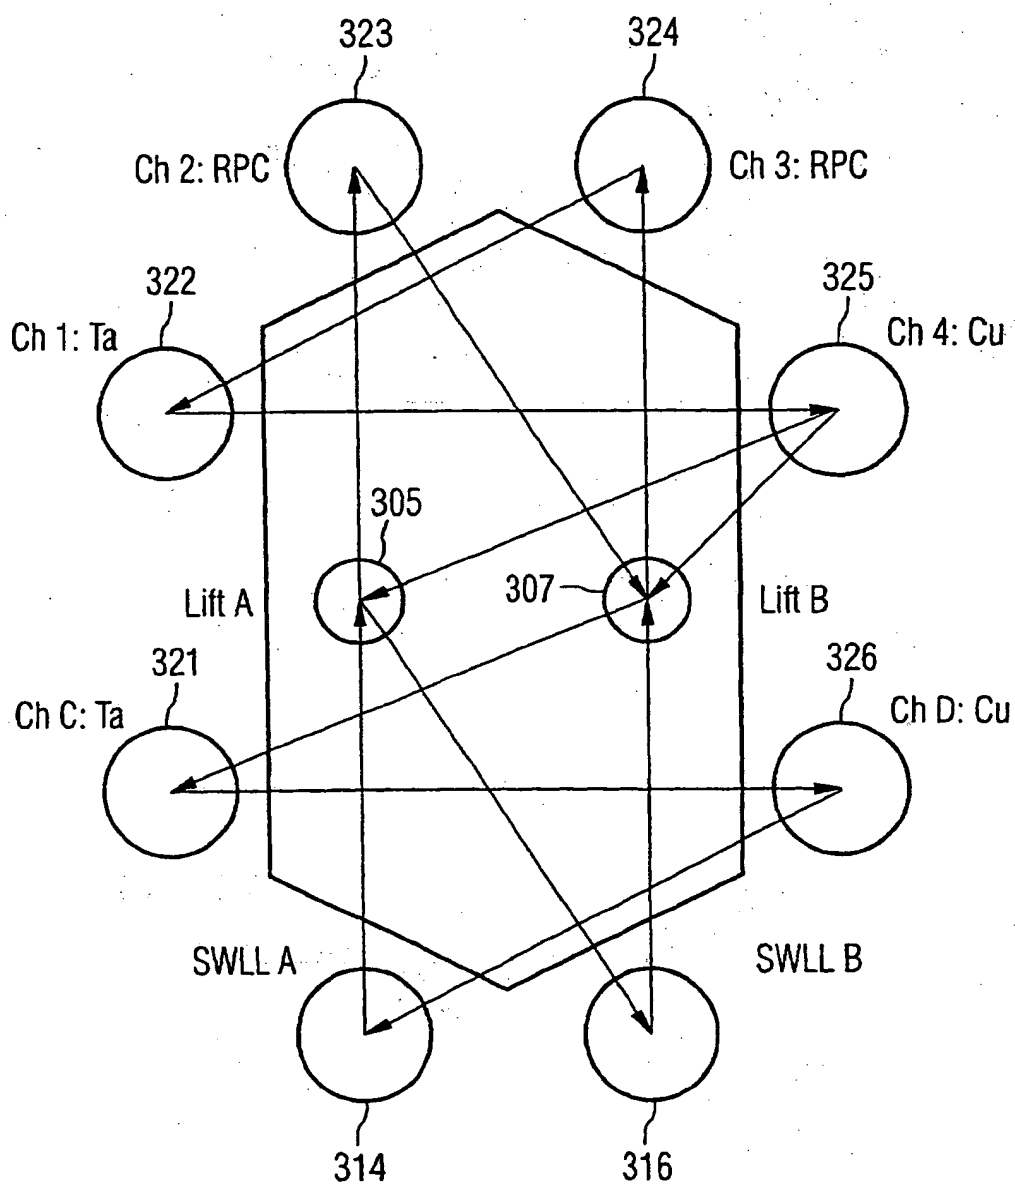 323
324
Ch 2: RPC
Ch 3: RPC
322
325
Ch 1: Ta
Ch 4: Cu
305
307
Lift A
Lift B
321
326
Ch C: Ta
Ch D: Cu
SWLL A
SWLL B
314
316